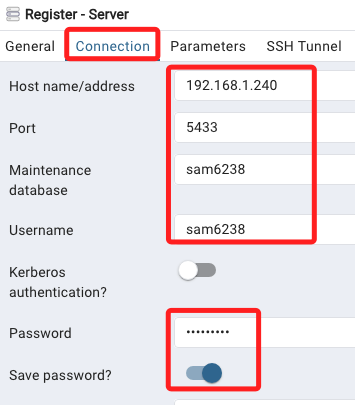 Register - Server
General Connection Parameters SSH Tunnel
Host name/address 192.168.1.240
Port 5433
Maintenance database sam6238
Username sam6238
Kerberos authentication?
Password •••••••••
Save password?